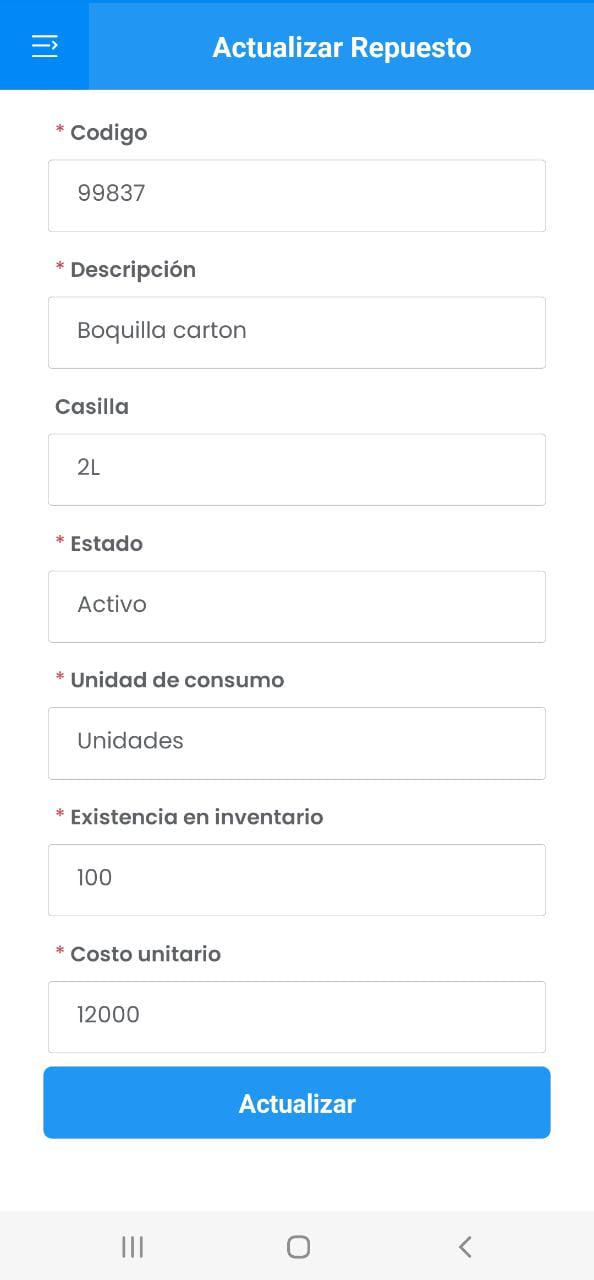 Actualizar Repuesto
* Codigo
99837
* Descripción
Boquilla carton
Casilla
2L
* Estado
Activo
* Unidad de consumo
Unidades
* Existencia en inventario
100
* Costo unitario
12000
Actualizar